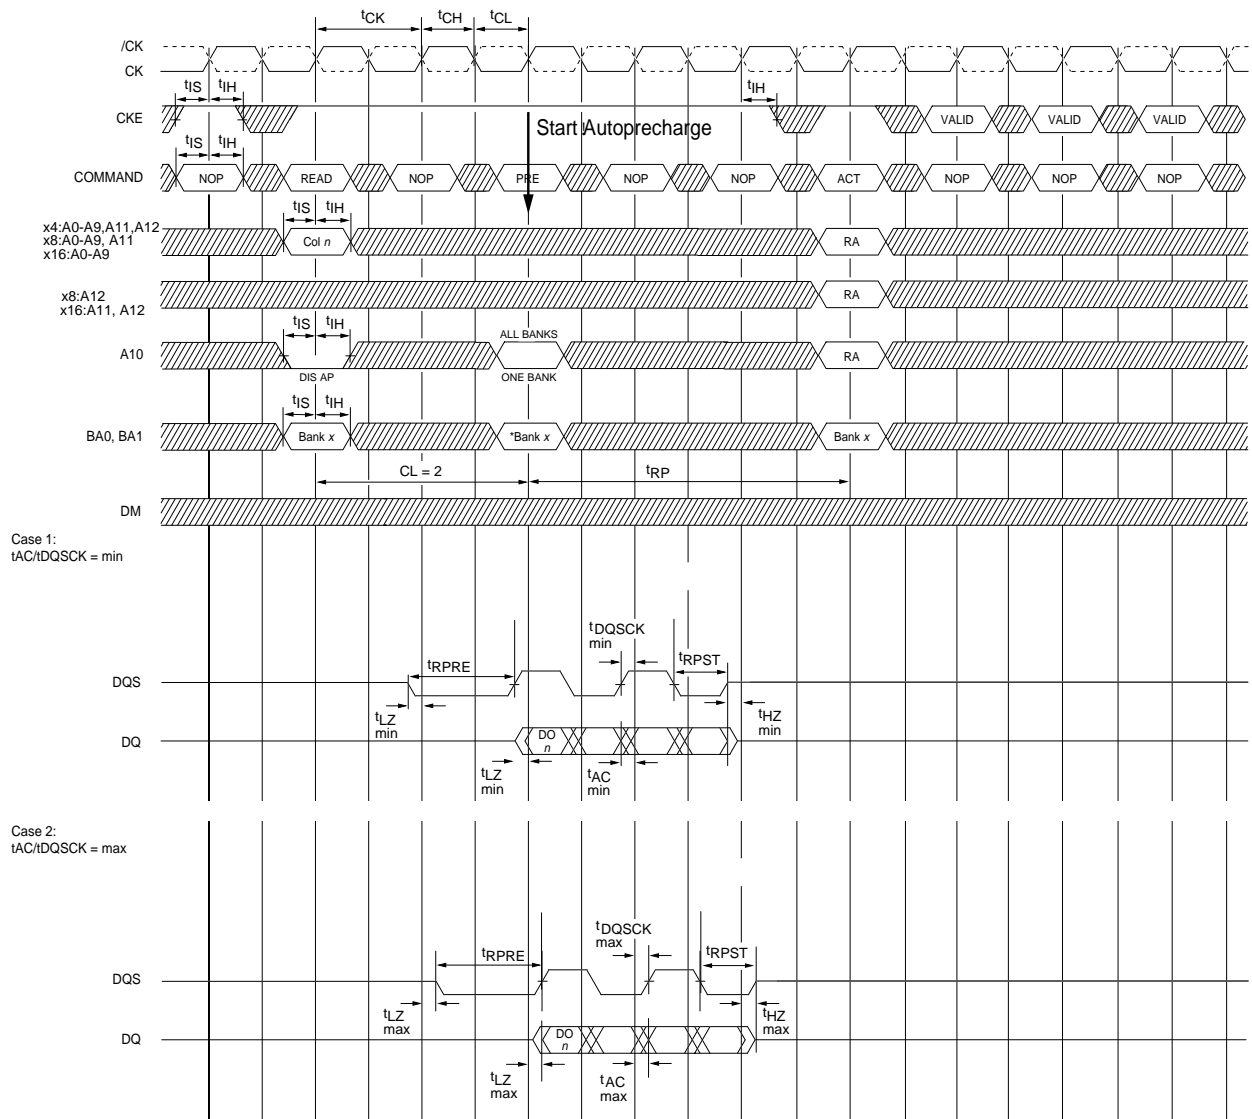 tCK tCH tCL
/CK
CK
tIS tIH tIH
CKE VALID VALID VALID
Start Autoprecharge
tIS tIH
COMMAND NOP READ NOP PRE NOP NOP ACT NOP NOP NOP
tIS tIH
x4:A0-A9,A11,A12
x8:A0-A9, A11
x16:A0-A9
Col n RA
x8:A12
x16:A11, A12
RA
tIS tIH ALL BANKS
A10 RA
DIS AP ONE BANK
tIS tIH
BA0, BA1 Bank x *Bank x Bank x
CL = 2 tRP
DM
Case 1:
tAC/tDQSCK = min
tDQSCK
min
tRPRE tRPST
DQS
tLZ
min
tHZ
min
DQ DO
n
tLZ
min
tAC
min
Case 2:
tAC/tDQSCK = max
tDQSCK
max
tRPRE tRPST
DQS
tLZ
max
tHZ
max
DQ DO
n
tLZ
max
tAC
max